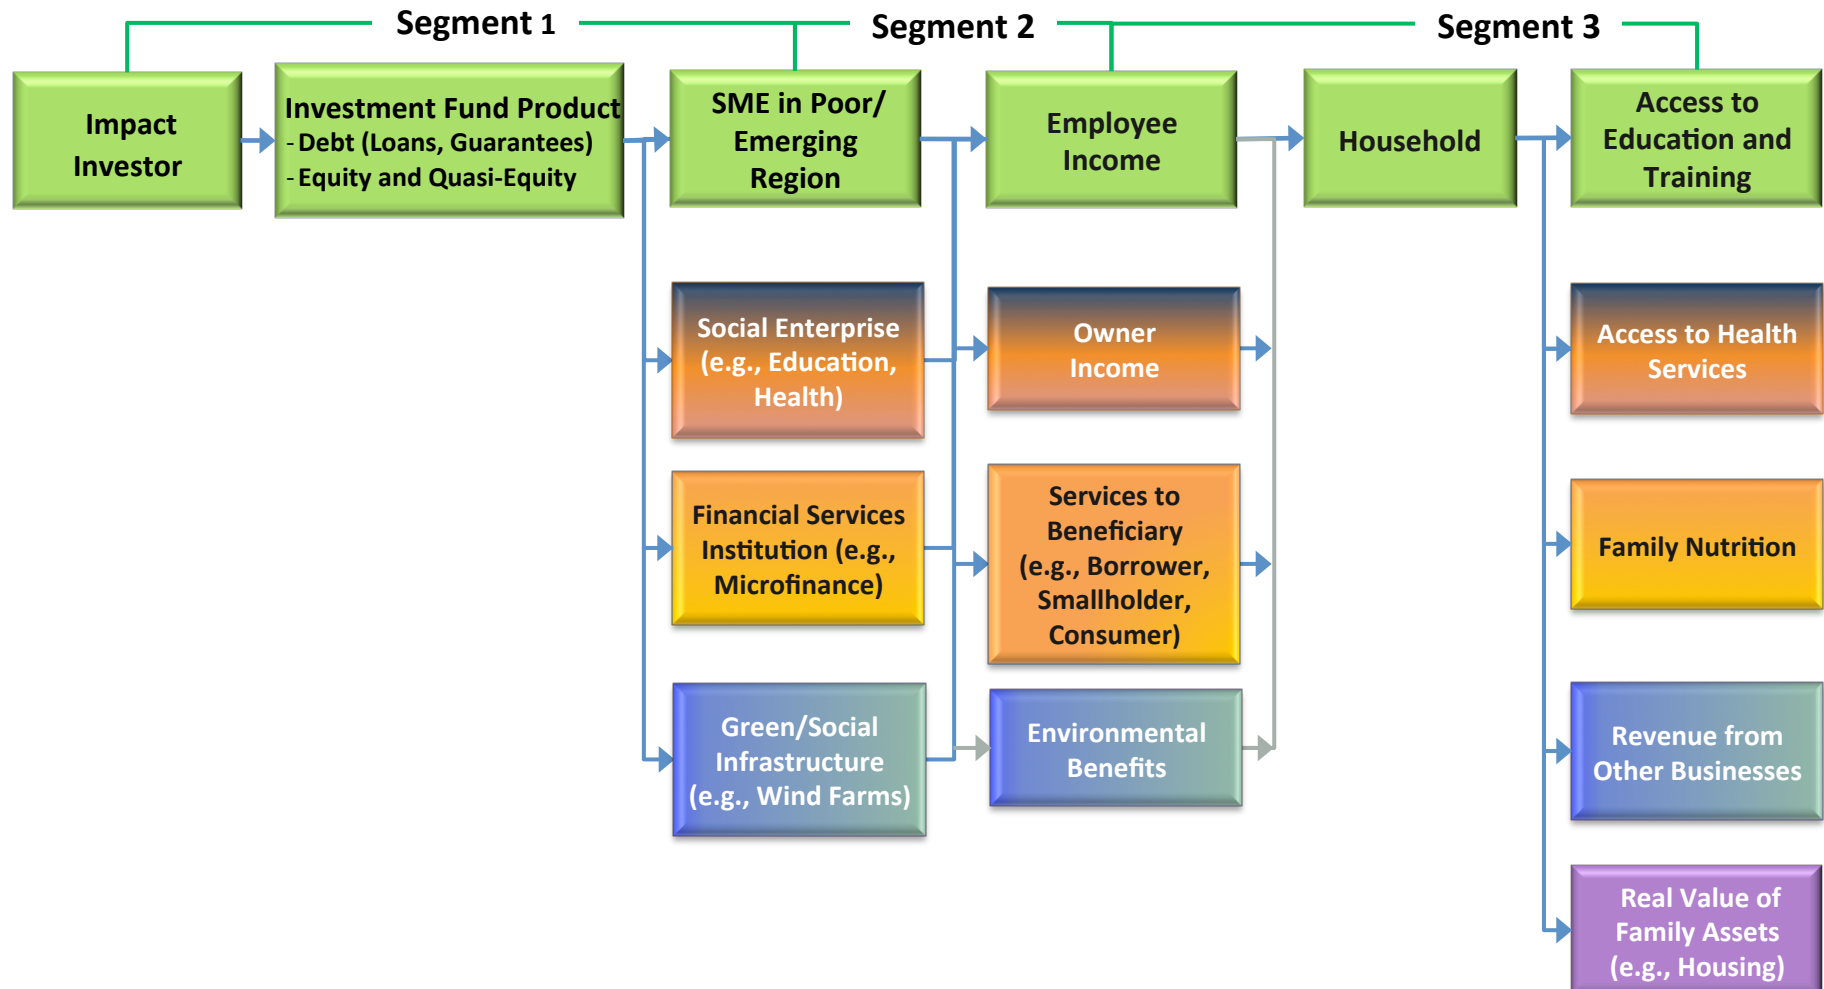 Segment 1
Segment 2
Segment 3
Impact
Investor
Investment Fund Product
- Debt (Loans, Guarantees)
- Equity and Quasi-Equity
SME in Poor/
Emerging
Region
Employee
Income
Household
Access to
Education and
Training
Social Enterprise
(e.g., Education,
Health)
Owner
Income
Access to Health
Services
Financial Services
Institution (e.g.,
Microfinance)
Services to
Beneficiary
(e.g., Borrower,
Smallholder,
Consumer)
Family Nutrition
Green/Social
Infrastructure
(e.g., Wind Farms)
Environmental
Benefits
Revenue from
Other Businesses
Real Value of
Family Assets
(e.g., Housing)